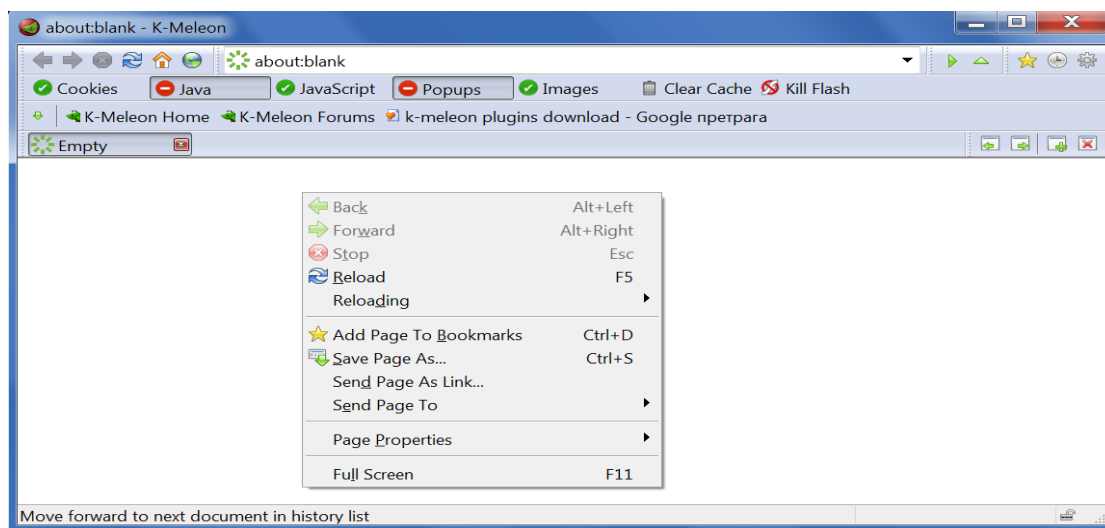 about:blank - K-Meleon
about:blank
Cookies Java JavaScript Popups Images Clear Cache Kill Flash
K-Meleon Home K-Meleon Forums k-meleon plugins download - Google претрага
Empty
Back Alt+Left
Forward Alt+Right
Stop Esc
Reload F5
Reloading
Add Page To Bookmarks Ctrl+D
Save Page As... Ctrl+S
Send Page As Link...
Send Page To
Page Properties
Full Screen F11
Move forward to next document in history list